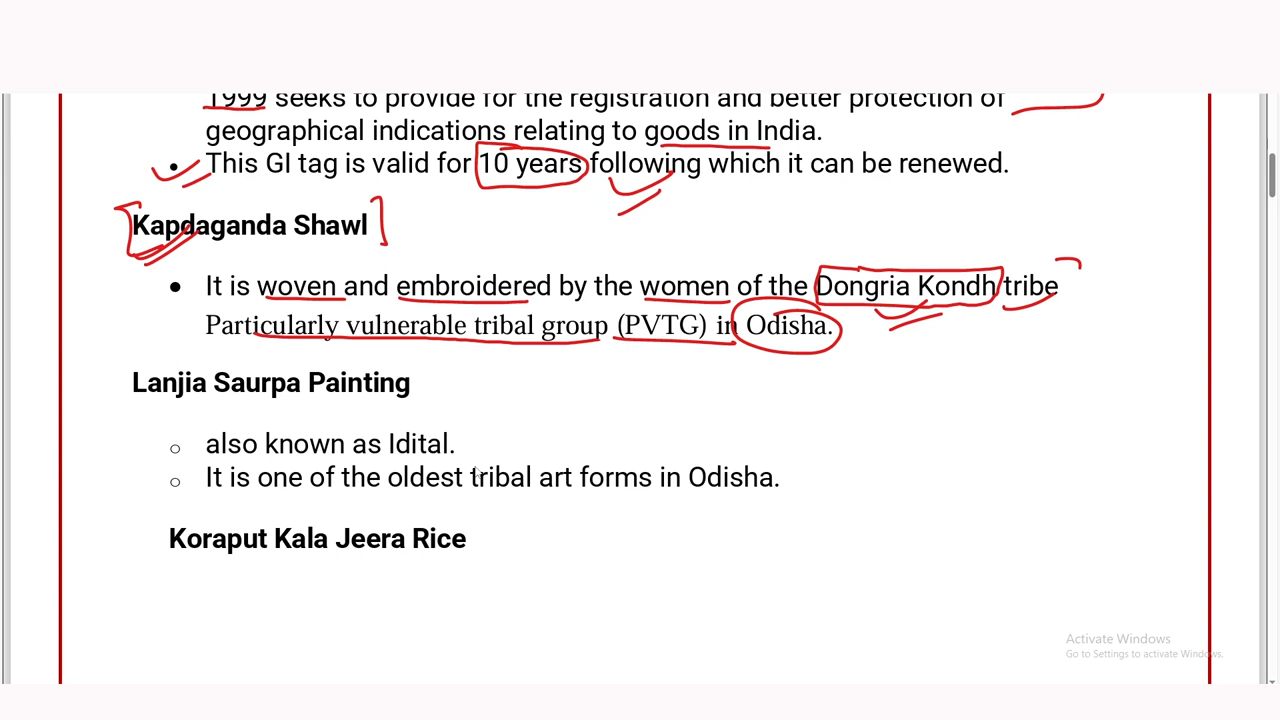 1999 seeks to provide for the registration and better protection of
geographical indications relating to goods in India.
• This GI tag is valid for 10 years following which it can be renewed.
Kapdaganda Shawl
• It is woven and embroidered by the women of the Dongria Kondh tribe
Particularly vulnerable tribal group (PVTG) in Odisha.
Lanjia Saurpa Painting
○ also known as Idital.
○ It is one of the oldest tribal art forms in Odisha.
Koraput Kala Jeera Rice
Activate Windows
Go to Settings to activate Windows.